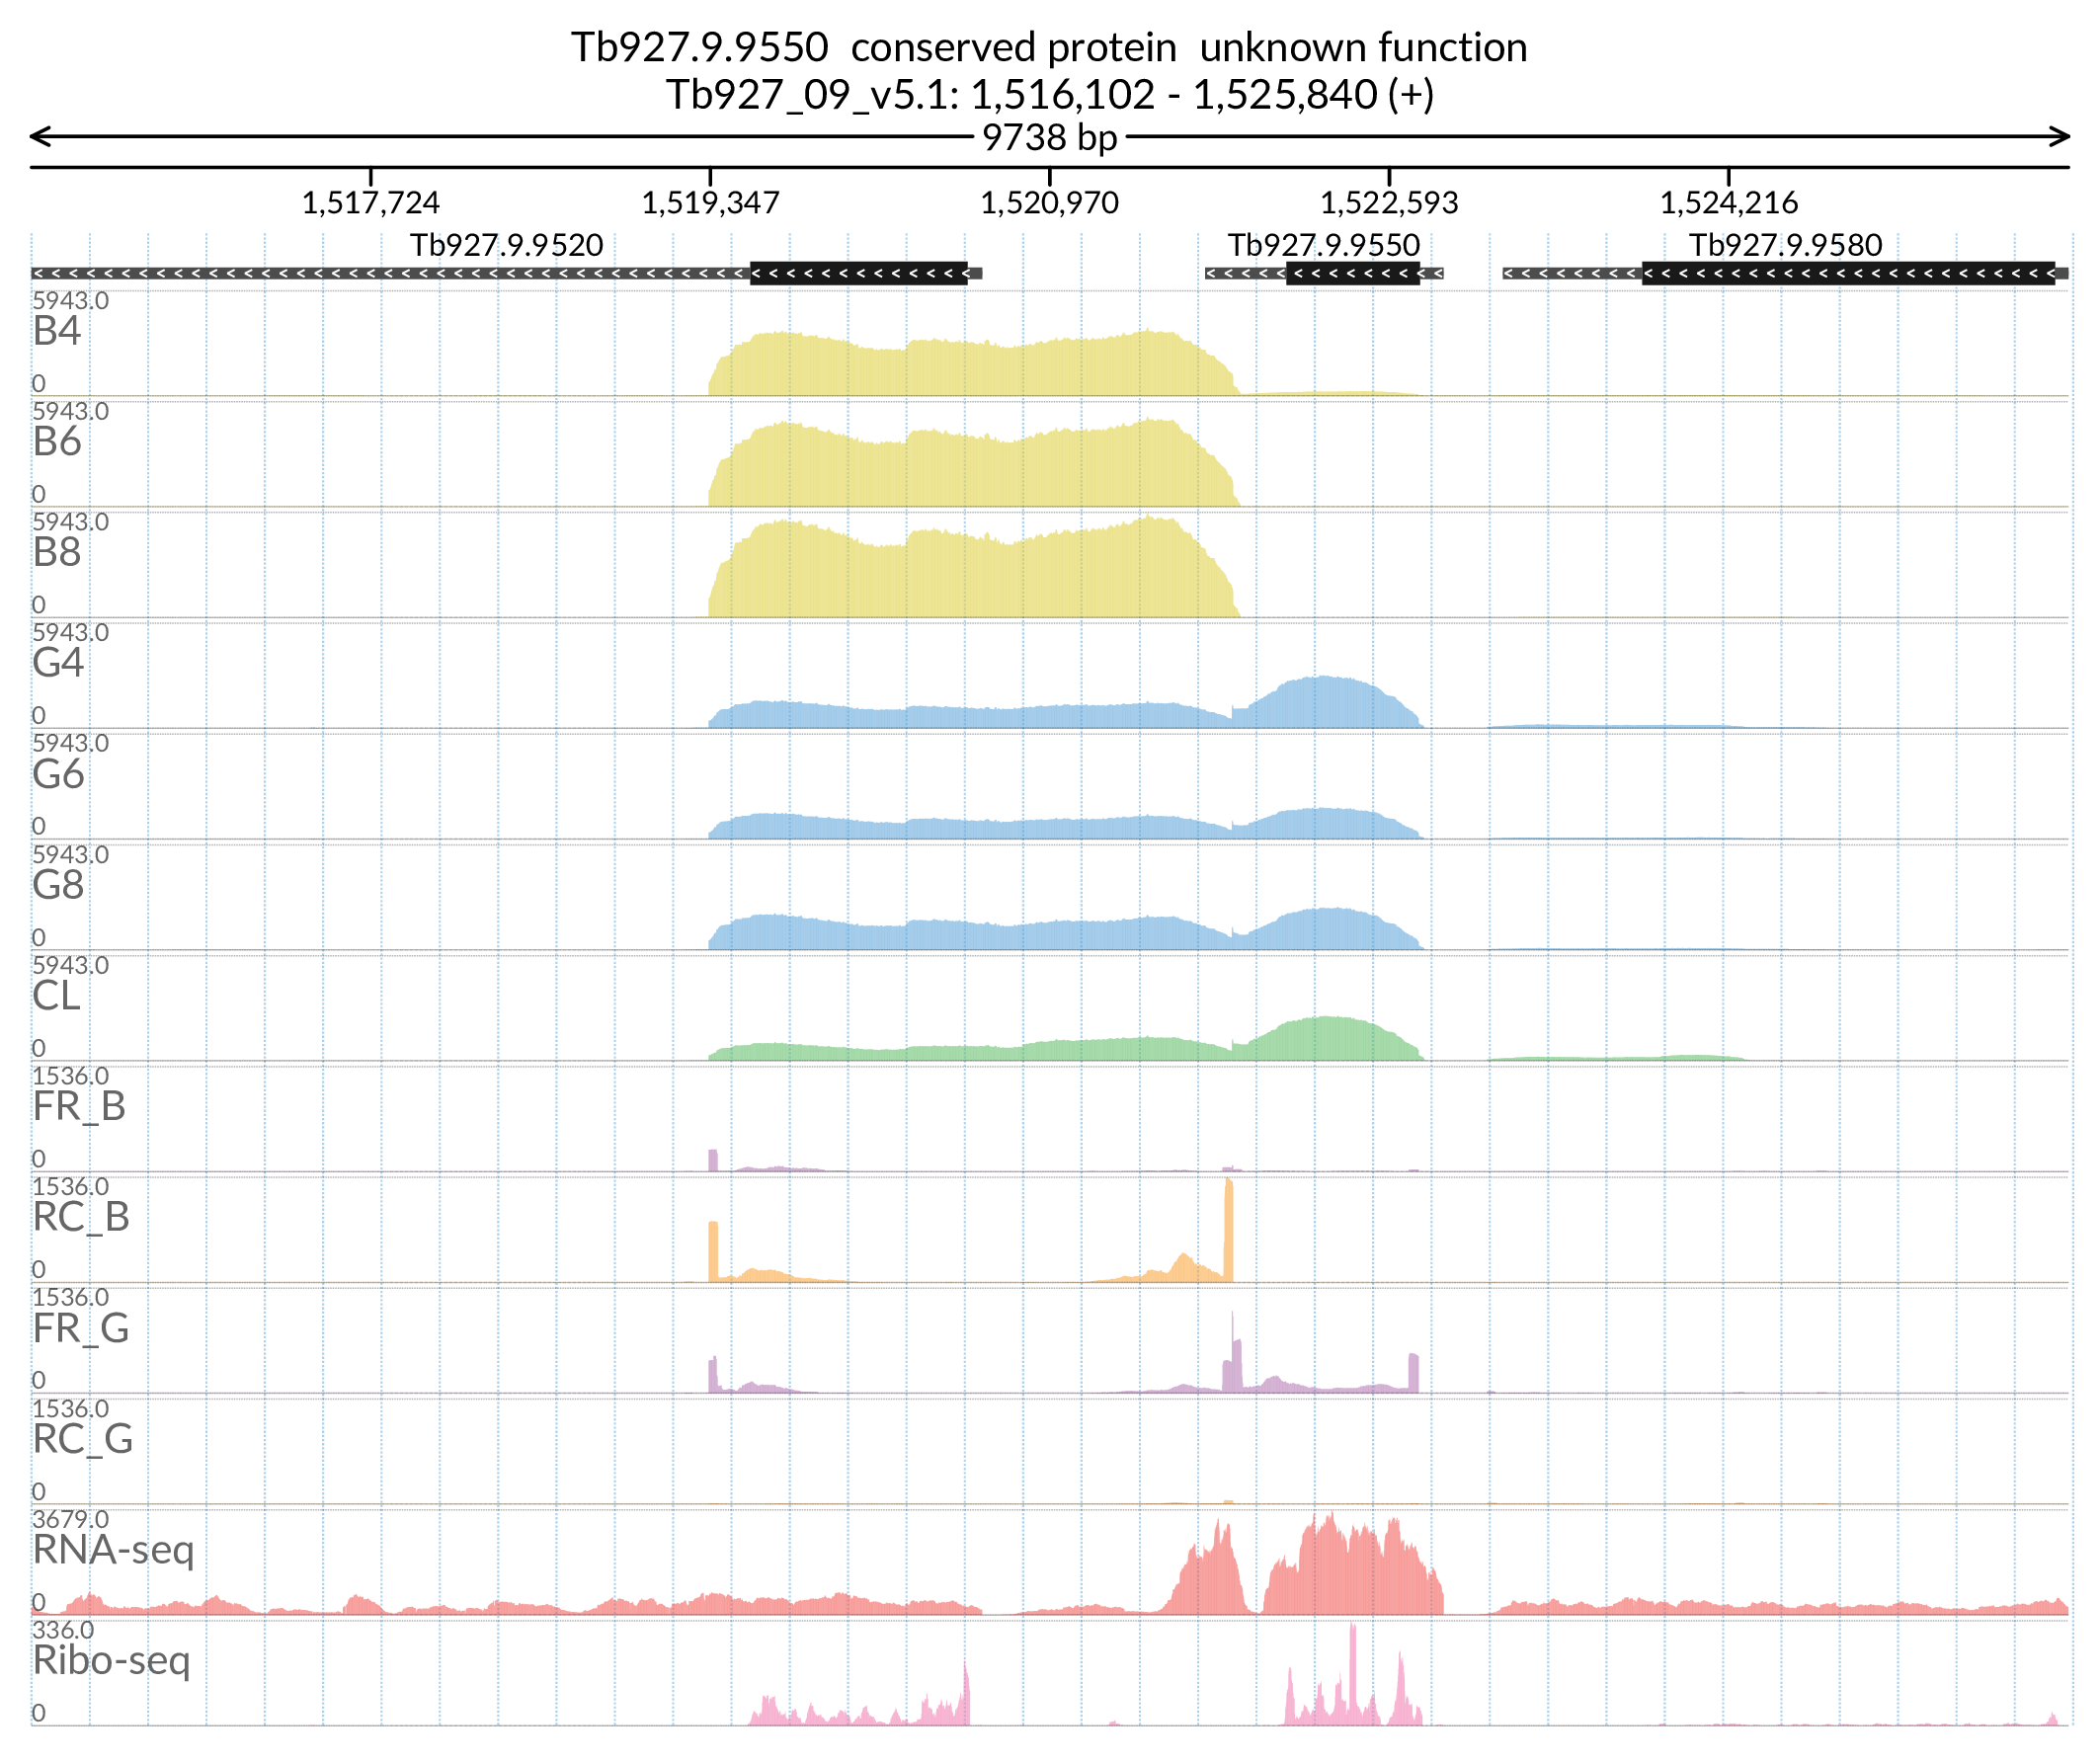 Tb927.9.9550  conserved protein  unknown function
Tb927_09_v5.1: 1,516,102 - 1,525,840 (+)
9738 bp
1,517,724 1,519,347 1,520,970 1,522,593 1,524,216
Tb927.9.9520 Tb927.9.9550 Tb927.9.9580
5943.0
B4
0
5943.0
B6
0
5943.0
B8
0
5943.0
G4
0
5943.0
G6
0
5943.0
G8
0
5943.0
CL
0
1536.0
FR_B
0
1536.0
RC_B
0
1536.0
FR_G
0
1536.0
RC_G
0
3679.0
RNA-seq
0
336.0
Ribo-seq
0